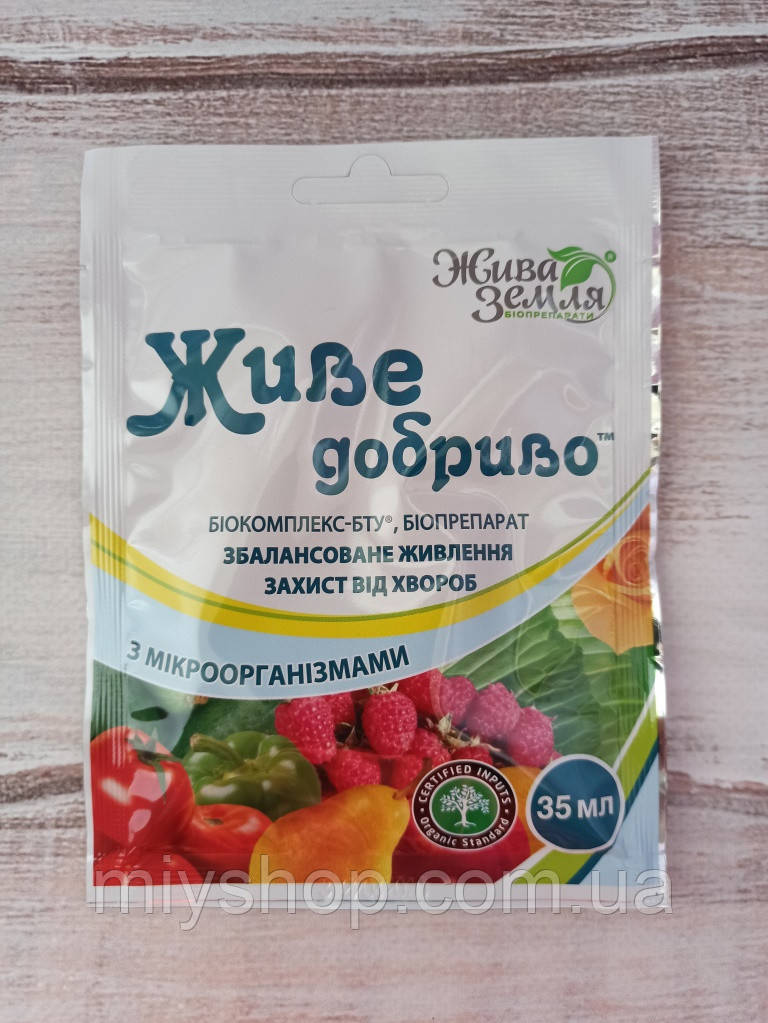 Жива
Земля®
БІОПРЕПАРАТИ
Живе
добриво™
БІОКОМПЛЕКС-БТУ®, БІОПРЕПАРАТ
ЗБАЛАНСОВАНЕ ЖИВЛЕННЯ
ЗАХИСТ ВІД ХВОРОБ
З МІКРООРГАНІЗМАМИ
CERTIFIED INPUTS
Organic Standard
35 МЛ
miyshop.com.ua